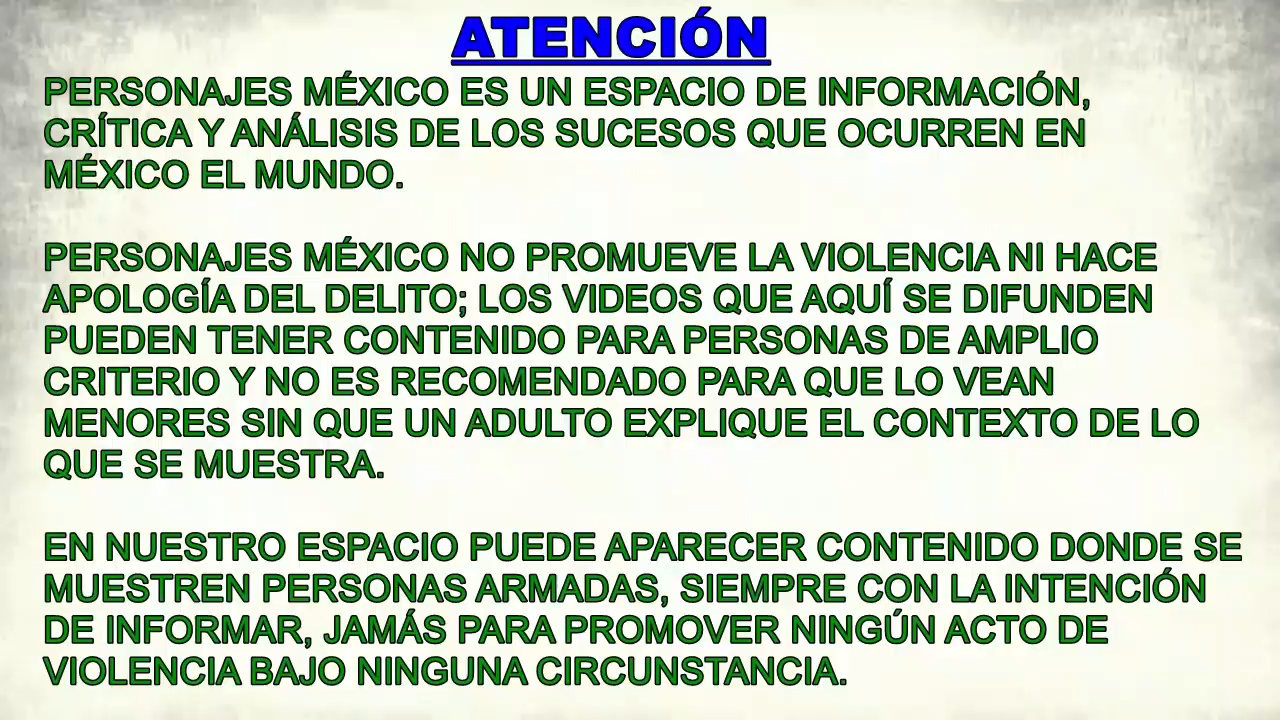 ATENCIÓN
PERSONAJES MÉXICO ES UN ESPACIO DE INFORMACIÓN,
CRÍTICA Y ANÁLISIS DE LOS SUCESOS QUE OCURREN EN
MÉXICO EL MUNDO.
PERSONAJES MÉXICO NO PROMUEVE LA VIOLENCIA NI HACE
APOLOGÍA DEL DELITO; LOS VIDEOS QUE AQUÍ SE DIFUNDEN
PUEDEN TENER CONTENIDO PARA PERSONAS DE AMPLIO
CRITERIO Y NO ES RECOMENDADO PARA QUE LO VEAN
MENORES SIN QUE UN ADULTO EXPLIQUE EL CONTEXTO DE LO
QUE SE MUESTRA.
EN NUESTRO ESPACIO PUEDE APARECER CONTENIDO DONDE SE
MUESTREN PERSONAS ARMADAS, SIEMPRE CON LA INTENCIÓN
DE INFORMAR, JAMÁS PARA PROMOVER NINGÚN ACTO DE
VIOLENCIA BAJO NINGUNA CIRCUNSTANCIA.